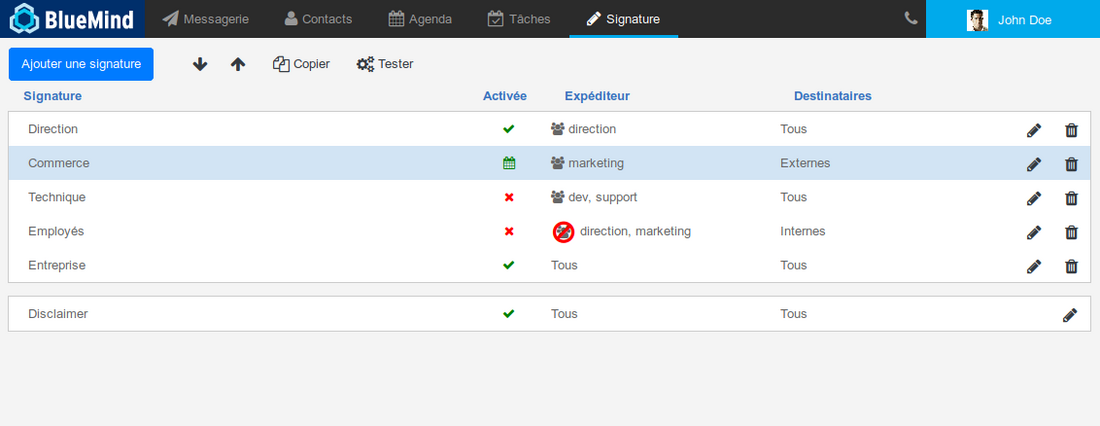 BlueMind Messagerie Contacts Agenda Tâches Signature John Doe
Ajouter une signature Copier Tester
Signature Activée Expéditeur Destinataires
Direction direction Tous
Commerce marketing Externes
Technique dev, support Tous
Employés direction, marketing Internes
Entreprise Tous Tous
Disclaimer Tous Tous